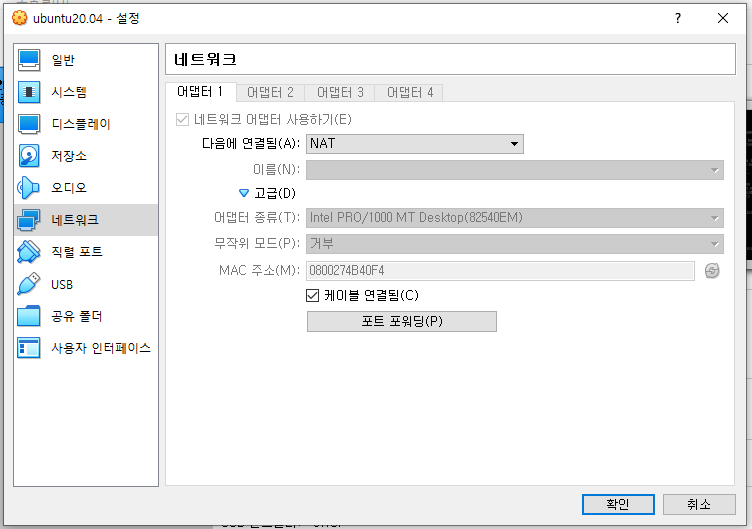 ubuntu20.04 - 설정
?
일반
시스템
디스플레이
저장소
오디오
네트워크
직렬 포트
USB
공유 폴더
사용자 인터페이스
네트워크
어댑터 1 어댑터 2 어댑터 3 어댑터 4
네트워크 어댑터 사용하기(E)
다음에 연결됨(A): NAT
이름(N):
고급(D)
어댑터 종류(T): Intel PRO/1000 MT Desktop(82540EM)
무작위 모드(P): 거부
MAC 주소(M): 0800274B40F4
케이블 연결됨(C)
포트 포워딩(P)
확인 취소